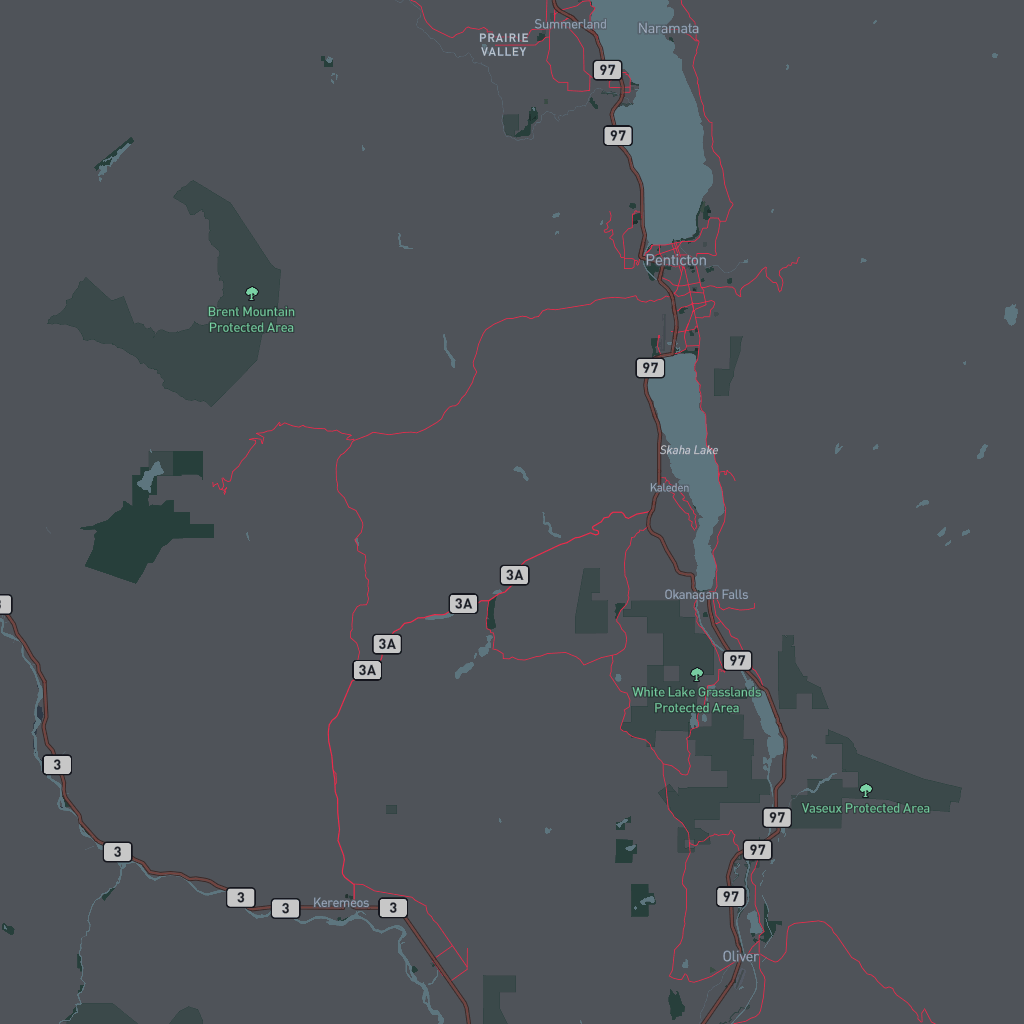 Summerland
Naramata
PRAIRIE
VALLEY
97
97
Penticton
Brent Mountain
Protected Area
97
Skaha Lake
Kaleden
3A
3A
Okanagan Falls
3A
97
3A
White Lake Grasslands
Protected Area
3
Vaseux Protected Area
97
97
3
3
97
Keremeos
3
3
Oliver